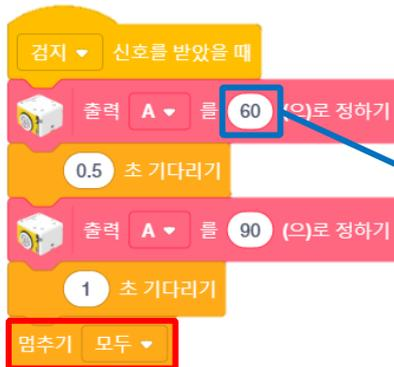 검지 신호를 받았을 때
출력 A 를 60 (으)로 정하기
0.5 초 기다리기
출력 A 를 90 (으)로 정하기
1 초 기다리기
멈추기 모두